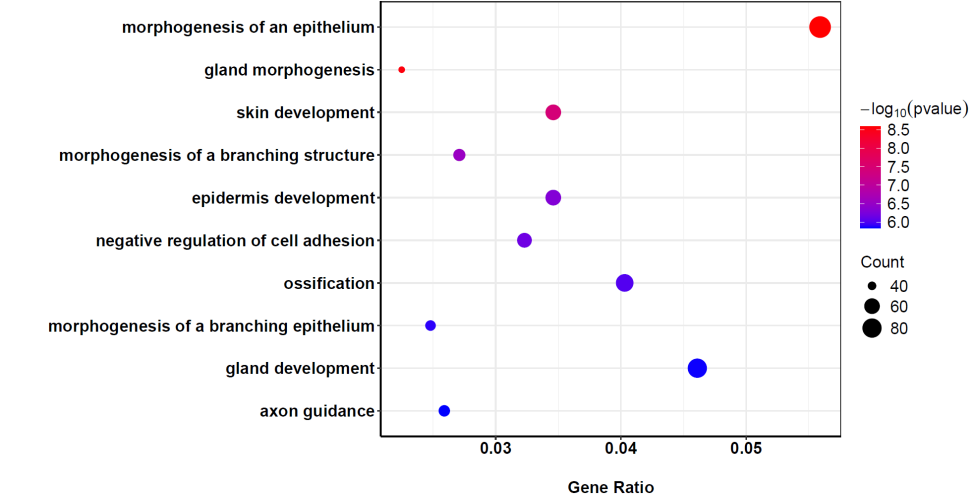 morphogenesis of an epithelium
gland morphogenesis
skin development
morphogenesis of a branching structure
epidermis development
negative regulation of cell adhesion
ossification
morphogenesis of a branching epithelium
gland development
axon guidance
0.03 0.04 0.05
Gene Ratio
−log₁₀(pvalue)
8.5
8.0
7.5
7.0
6.5
6.0
Count
40
60
80